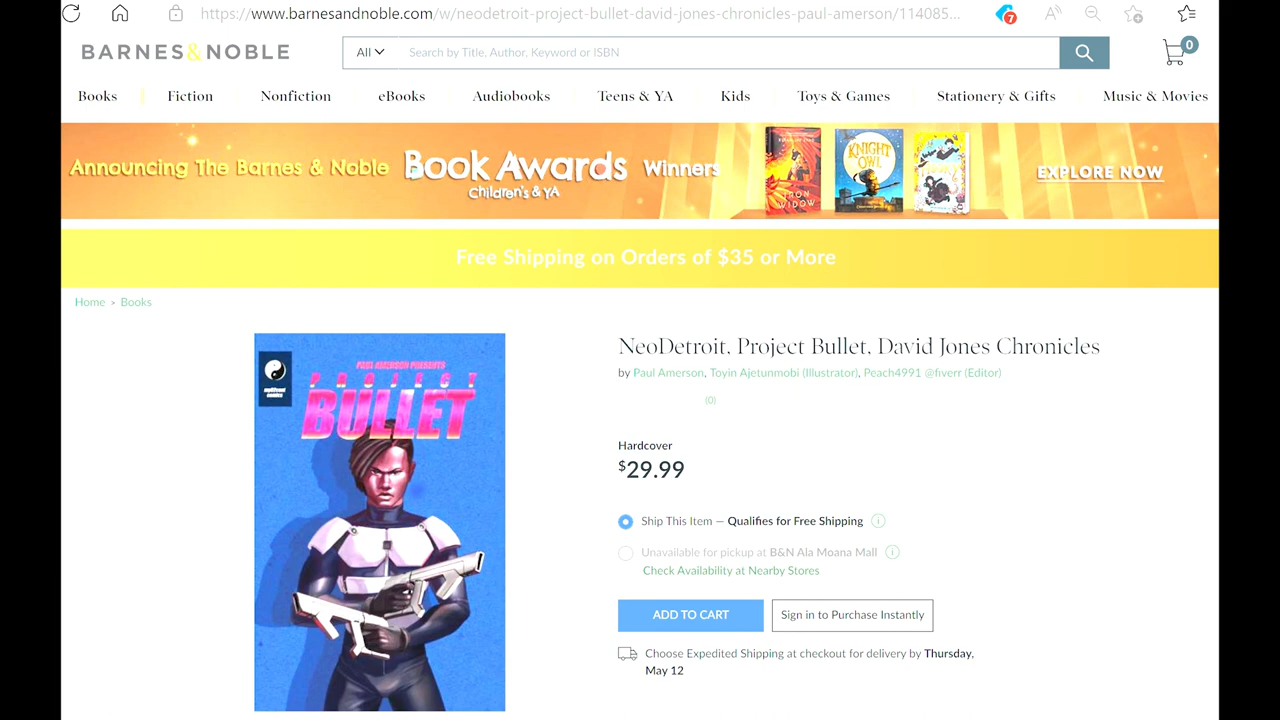 https://www.barnesandnoble.com/w/neodetroit-project-bullet-david-jones-chronicles-paul-amerson/114085...
7
BARNES&NOBLE
All
Search by Title, Author, Keyword or ISBN
0
Books Fiction Nonfiction eBooks Audiobooks Teens & YA Kids Toys & Games Stationery & Gifts Music & Movies
Announcing The Barnes & Noble Book Awards Winners
Children's & YA
KNIGHT OWL
IRON WIDOW
EXPLORE NOW
Free Shipping on Orders of $35 or More
Home > Books
PAUL AMERSON PRESENTS
PROJECT
BULLET
NeoDetroit, Project Bullet, David Jones Chronicles
by Paul Amerson, Toyin Ajetunmobi (Illustrator), Peach4991 @fiverr (Editor)
(0)
Hardcover
$29.99
Ship This Item — Qualifies for Free Shipping
Unavailable for pickup at B&N Ala Moana Mall
Check Availability at Nearby Stores
ADD TO CART
Sign in to Purchase Instantly
Choose Expedited Shipping at checkout for delivery by Thursday,
May 12